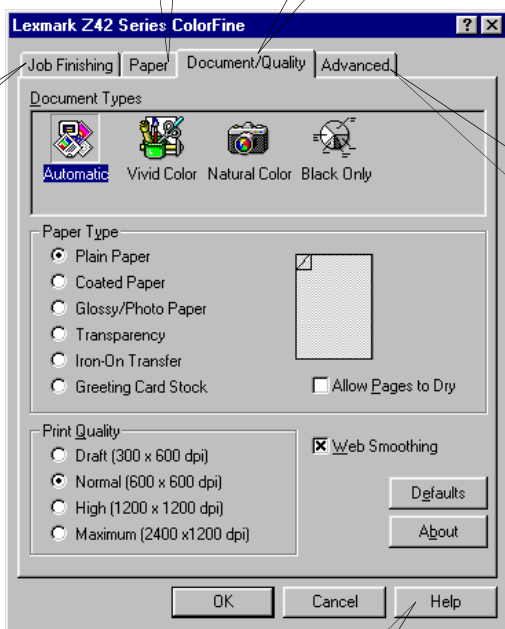 Lexmark Z42 Series ColorFine
Job Finishing Paper Document/Quality Advanced
Document Types
Automatic Vivid Color Natural Color Black Only
Paper Type
Plain Paper
Coated Paper
Glossy/Photo Paper
Transparency
Iron-On Transfer
Greeting Card Stock
Allow Pages to Dry
Print Quality
Draft (300 x 600 dpi)
Normal (600 x 600 dpi)
High (1200 x 1200 dpi)
Maximum (2400 x1200 dpi)
Web Smoothing
Defaults
About
OK Cancel Help